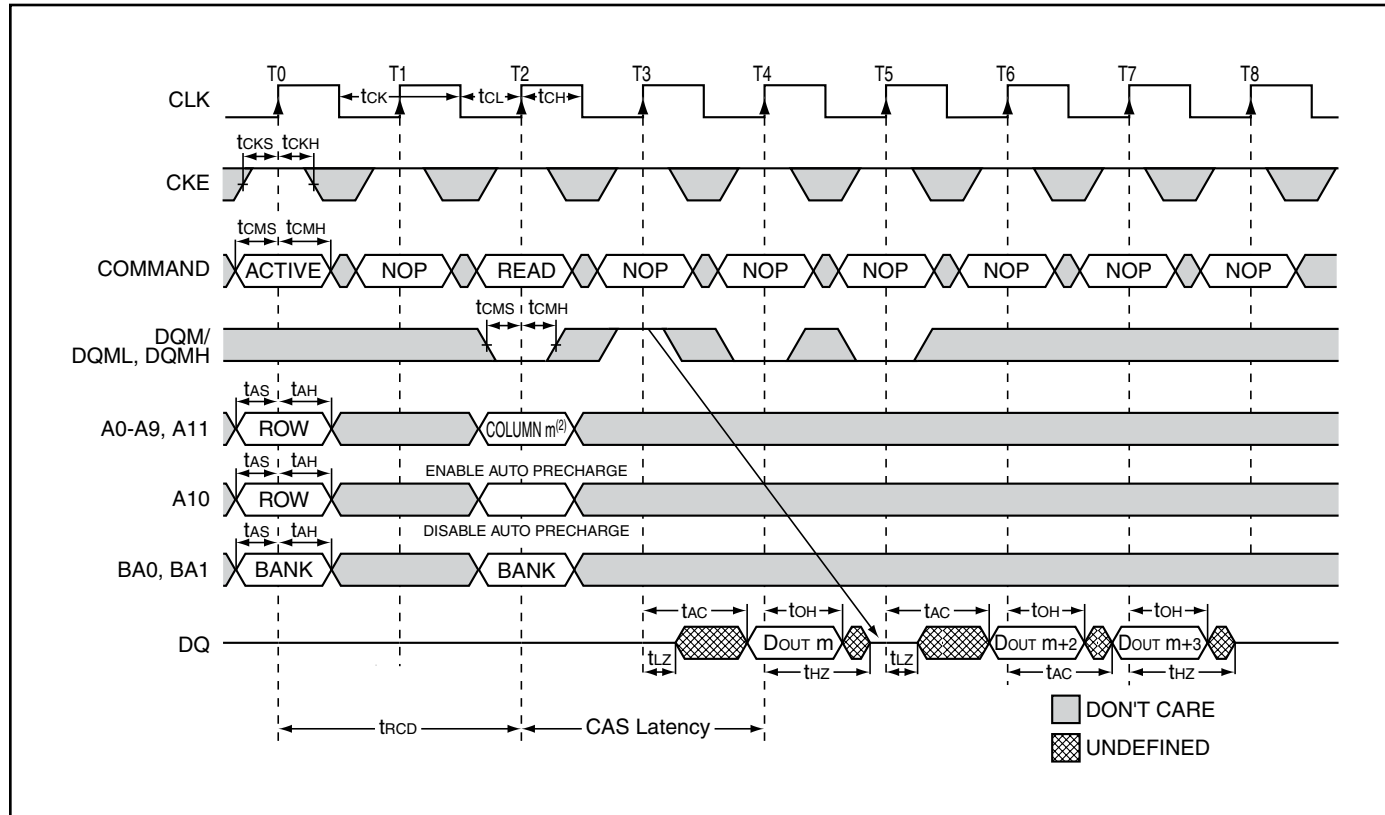 T0 T1 T2 T3 T4 T5 T6 T7 T8
CLK tCK tCL tCH
tCKS tCKH
CKE
tCMS tCMH
COMMAND ACTIVE NOP READ NOP NOP NOP NOP NOP NOP
tCMS tCMH
DQM/
DQML, DQMH
tAS tAH
A0-A9, A11 ROW COLUMN m(2)
tAS tAH ENABLE AUTO PRECHARGE
A10 ROW
tAS tAH DISABLE AUTO PRECHARGE
BA0, BA1 BANK BANK
tAC tOH tAC tOH tOH
DQ DOUT m DOUT m+2 DOUT m+3
tLZ tHZ tLZ tAC tHZ
tRCD CAS Latency
DON'T CARE
UNDEFINED